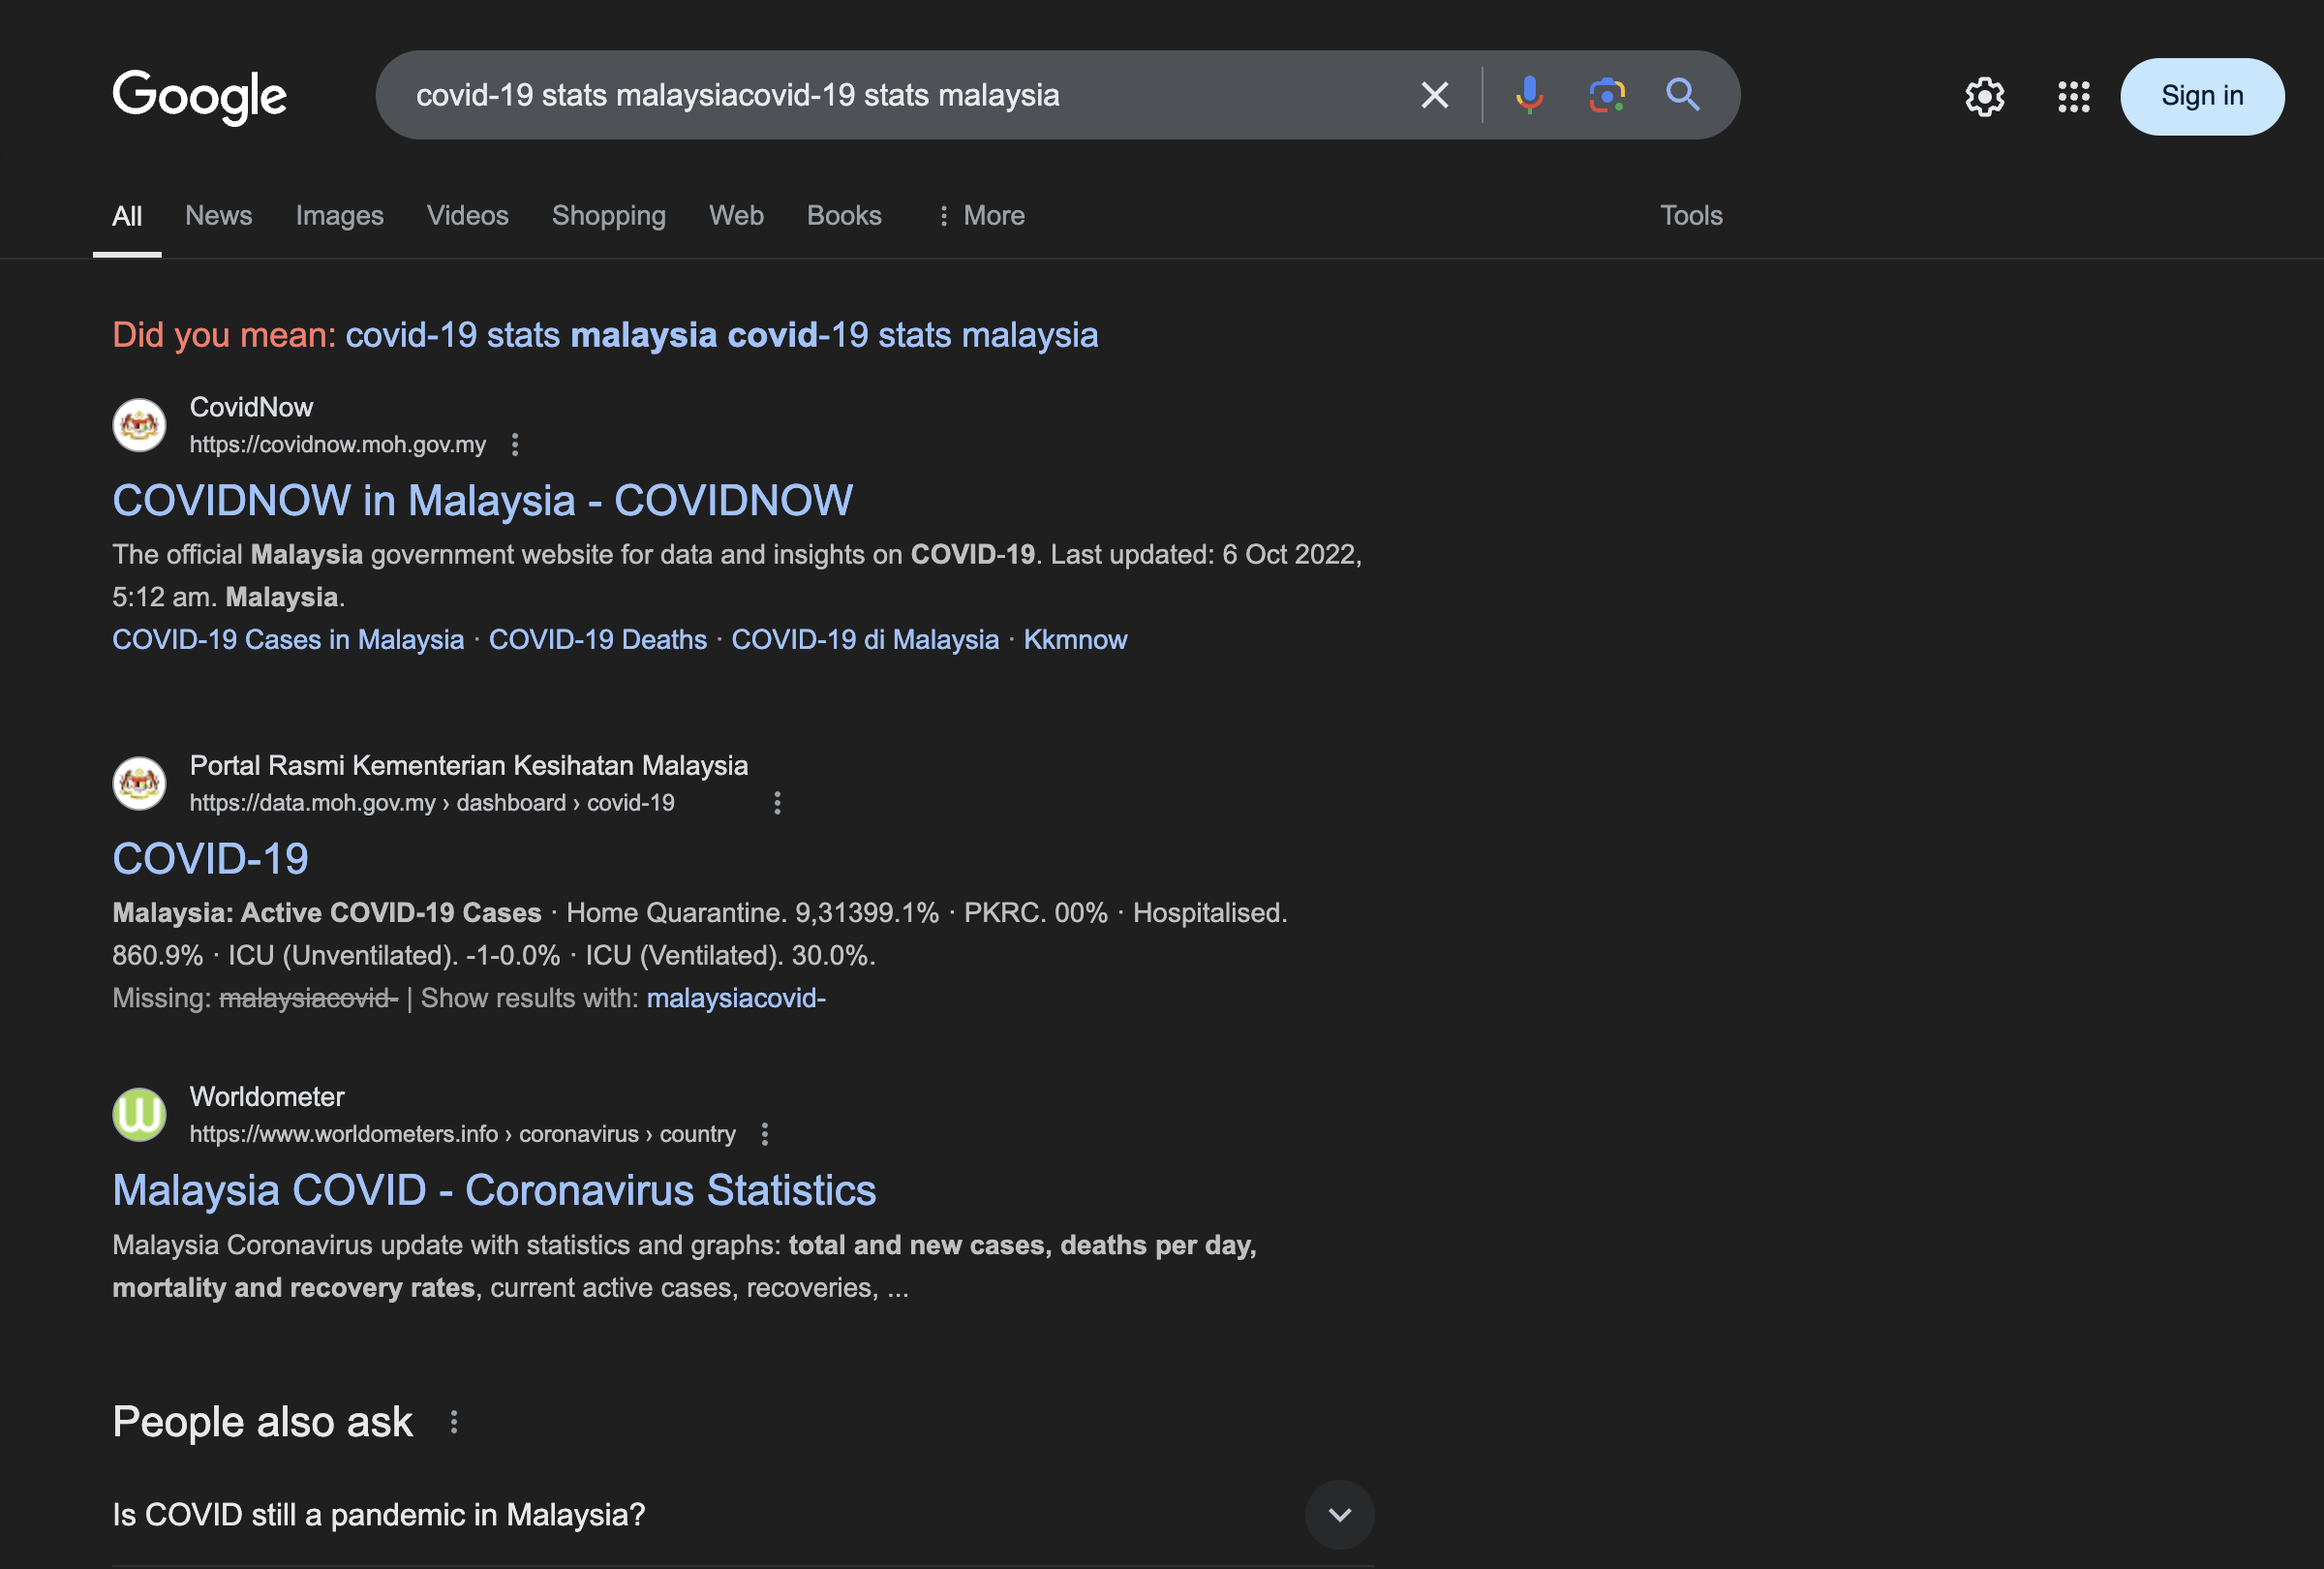 Google
covid-19 stats malaysiacovid-19 stats malaysia
Sign in
All News Images Videos Shopping Web Books ⋮ More Tools
Did you mean: covid-19 stats malaysia covid-19 stats malaysia
CovidNow
https://covidnow.moh.gov.my
COVIDNOW in Malaysia - COVIDNOW
The official Malaysia government website for data and insights on COVID-19. Last updated: 6 Oct 2022,
5:12 am. Malaysia.
COVID-19 Cases in Malaysia · COVID-19 Deaths · COVID-19 di Malaysia · Kkmnow
Portal Rasmi Kementerian Kesihatan Malaysia
https://data.moh.gov.my › dashboard › covid-19
COVID-19
Malaysia: Active COVID-19 Cases · Home Quarantine. 9,31399.1% · PKRC. 00% · Hospitalised.
860.9% · ICU (Unventilated). -1-0.0% · ICU (Ventilated). 30.0%.
Missing: malaysiacovid- | Show results with: malaysiacovid-
W
Worldometer
https://www.worldometers.info › coronavirus › country
Malaysia COVID - Coronavirus Statistics
Malaysia Coronavirus update with statistics and graphs: total and new cases, deaths per day,
mortality and recovery rates, current active cases, recoveries, ...
People also ask
Is COVID still a pandemic in Malaysia?